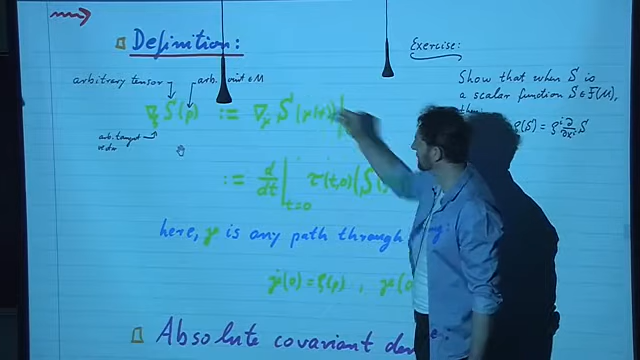 Definition:
Exercise:
arbitrary tensor
arb. point ∈ M
Show that when S is
a scalar function S ∈ F(M),
∇ξ S(p) := ∇γ̇ S(γ(t))|
ξ(S) = ξⁱ ∂/∂xⁱ S
arb. tangent
vector
:= d/dt |t=0 τ(t,0)(S(
here, γ is any path through
γ̇(0) = ξ(p) , γ(0
Absolute covariant